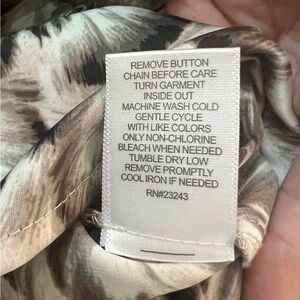 REMOVE BUTTON
CHAIN BEFORE CARE
TURN GARMENT
INSIDE OUT
MACHINE WASH COLD
GENTLE CYCLE
WITH LIKE COLORS
ONLY NON-CHLORINE
BLEACH WHEN NEEDED
TUMBLE DRY LOW
REMOVE PROMPTLY
COOL IRON IF NEEDED
RN#23243